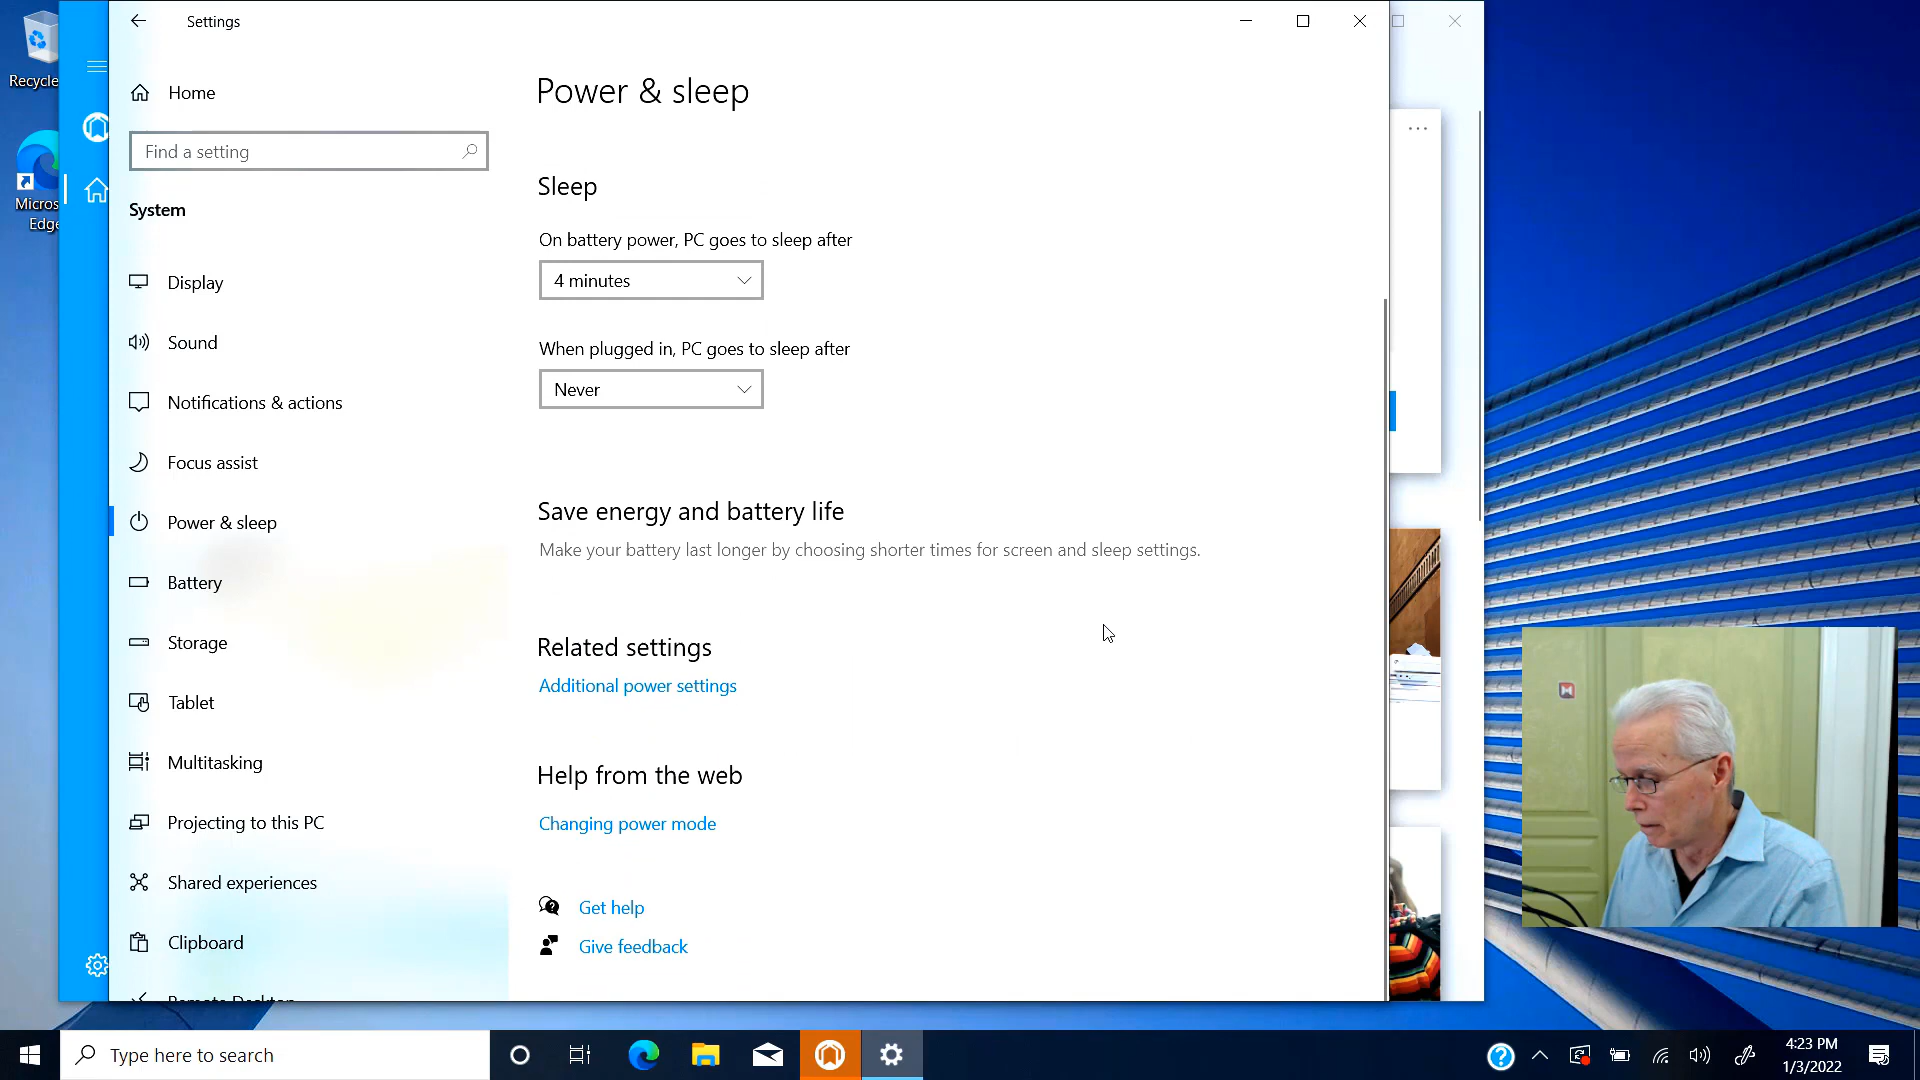 Settings
Recycle
Home
Find a setting
System
Micros
Edge
Display
Sound
Notifications & actions
Focus assist
Power & sleep
Battery
Storage
Tablet
Multitasking
Projecting to this PC
Shared experiences
Clipboard
Remote Desktop
Power & sleep
Sleep
On battery power, PC goes to sleep after
4 minutes
When plugged in, PC goes to sleep after
Never
Save energy and battery life
Make your battery last longer by choosing shorter times for screen and sleep settings.
Related settings
Additional power settings
Help from the web
Changing power mode
Get help
Give feedback
Type here to search
4:23 PM
1/3/2022